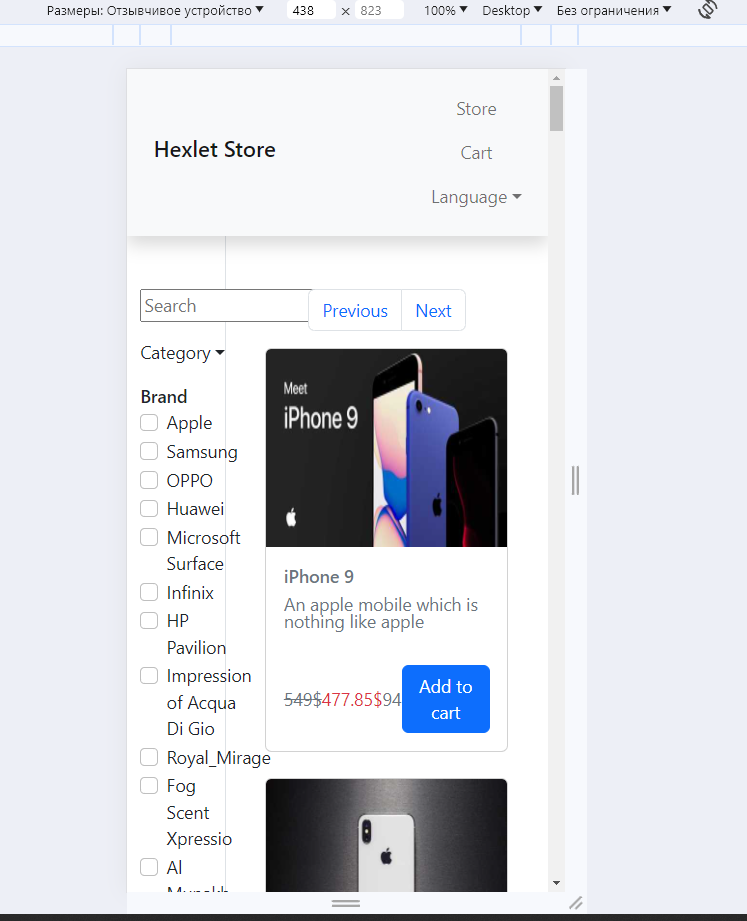 Размеры: Отзывчивое устройство 438 × 823 100% Desktop Без ограничения
Store
Hexlet Store
Cart
Language
Search
Previous
Next
Category
Brand
Apple
Samsung
OPPO
Huawei
Microsoft
Surface
Infinix
HP
Pavilion
Impression
of Acqua
Di Gio
Royal_Mirage
Fog
Scent
Xpressio
Al
Meet
iPhone 9
iPhone 9
An apple mobile which is
nothing like apple
549$477.85$94
Add to
cart